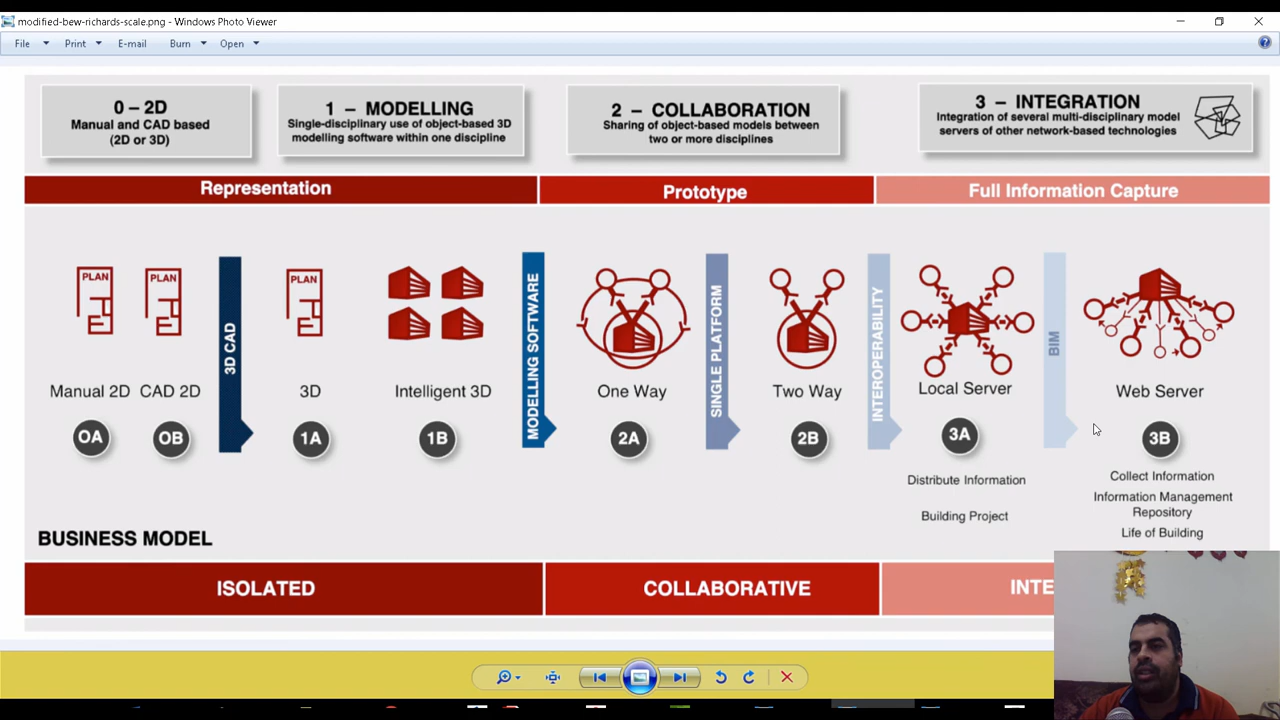 modified-bew-richards-scale.png - Windows Photo Viewer
File Print E-mail Burn Open
0 – 2D
Manual and CAD based
(2D or 3D)
1 – MODELLING
Single-disciplinary use of object-based 3D
modelling software within one discipline
2 – COLLABORATION
Sharing of object-based models between
two or more disciplines
3 – INTEGRATION
Integration of several multi-disciplinary model
servers of other network-based technologies
Representation
Prototype
Full Information Capture
PLAN
PLAN
3D CAD
PLAN
MODELLING SOFTWARE
SINGLE PLATFORM
INTEROPERABILITY
BIM
Manual 2D
CAD 2D
3D
Intelligent 3D
One Way
Two Way
Local Server
Web Server
OA
OB
1A
1B
2A
2B
3A
3B
Distribute Information
Building Project
Collect Information
Information Management
Repository
Life of Building
BUSINESS MODEL
ISOLATED
COLLABORATIVE
INTE